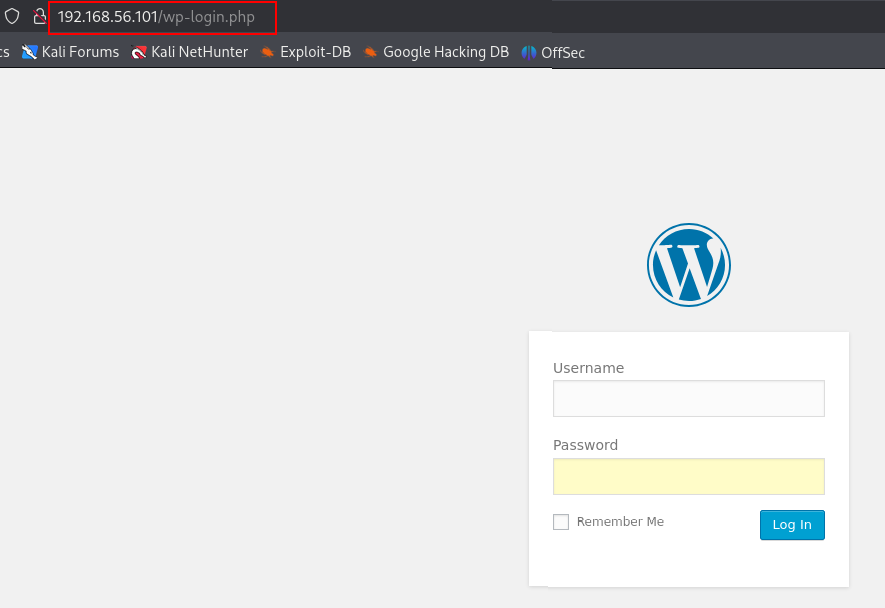 192.168.56.101/wp-login.php
cs Kali Forums Kali NetHunter Exploit-DB Google Hacking DB OffSec
Username
Password
Remember Me Log In